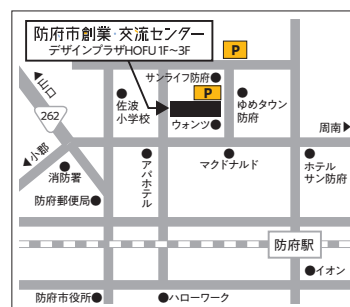 防府市創業・交流センター
デザインプラザHOFU 1F〜3F
P
サンライフ防府
P
山口
262
佐波
小学校
ゆめタウン
防府
ウォンツ
周南
小郡
消防署
アパホテル
マクドナルド
ホテル
サン防府
防府郵便局
防府駅
イオン
防府市役所
ハローワーク